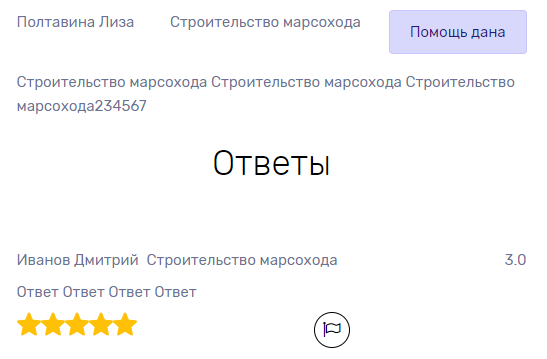 Полтавина Лиза Строительство марсохода Помощь дана
Строительство марсохода Строительство марсохода Строительство
марсохода234567
Ответы
Иванов Дмитрий Строительство марсохода 3.0
Ответ Ответ Ответ Ответ